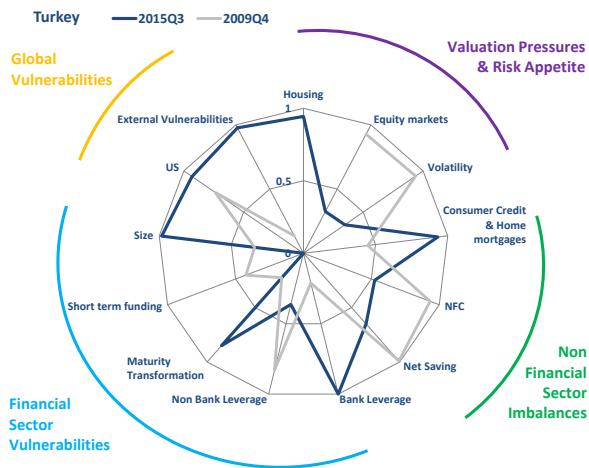 Turkey
2015Q3
2009Q4
Global
Vulnerabilities
Valuation Pressures
& Risk Appetite
Housing
1
External Vulnerabilities
Equity markets
US
Volatility
0.5
Consumer Credit
& Home
mortgages
Size
0
Short term funding
NFC
Maturity
Transformation
Net Saving
Non Bank Leverage
Bank Leverage
Non
Financial
Sector
Imbalances
Financial
Sector
Vulnerabilities